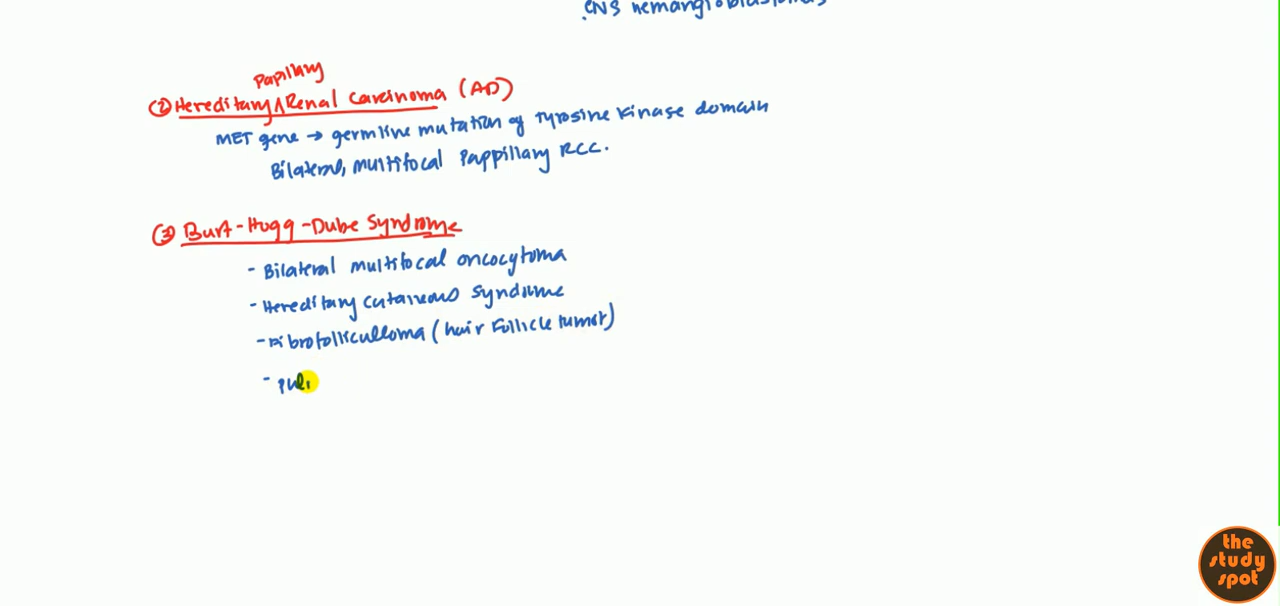 CNS hemangioblastomas
Papillary
② Hereditary ^ Renal Carcinoma (AD)
MET gene → germline mutation of Tyrosine kinase domain
Bilateral, multifocal Pappillary RCC.
③ Burt-Hogg-Dube Syndrome
- Bilateral multifocal oncocytoma
- Hereditary cutaneous syndrome
- Fibrofolliculloma (hair follicle tumor)
- Pul
the
study
spot